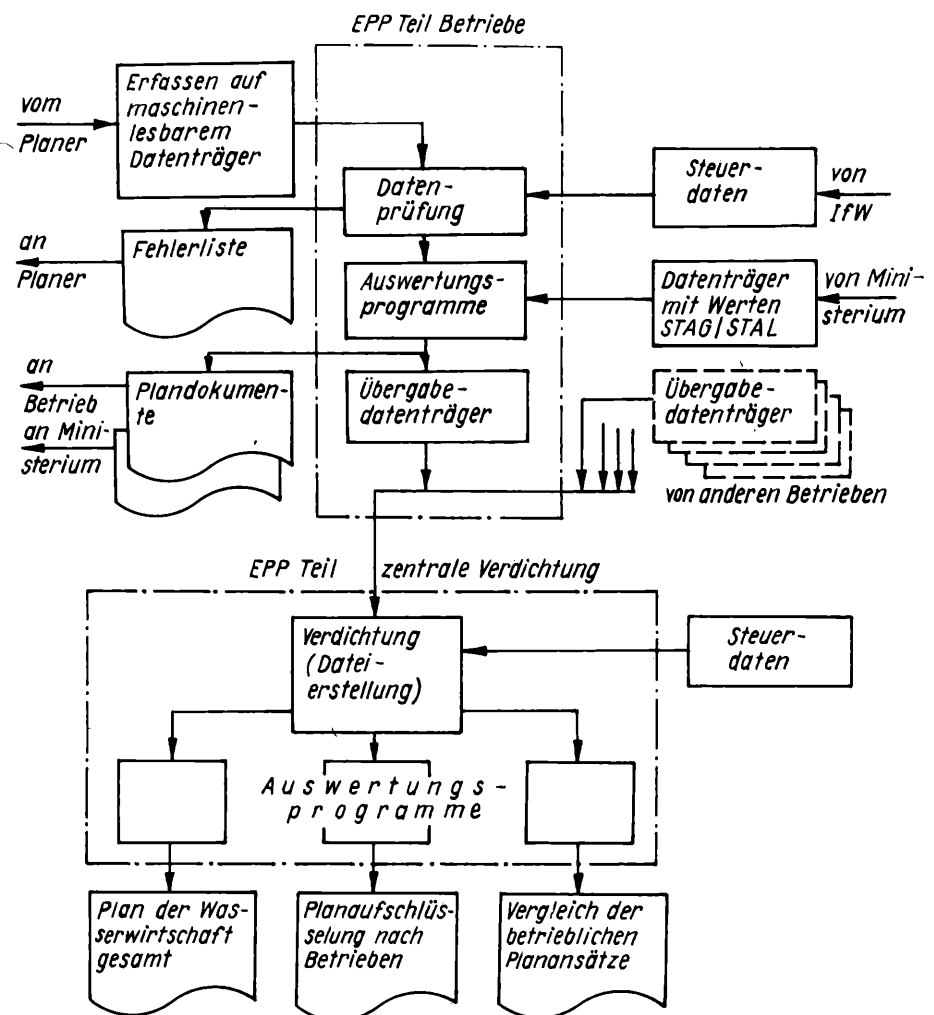 EPP Teil Betriebe
Erfassen auf
maschinen-
lesbarem
Datenträger
vom
Planer
Daten-
prüfung
Steuer-
daten
von
IfW
an
Planer
Fehlerliste
Auswertungs-
programme
Datenträger
mit Werten
STAG/STAL
von Mini-
sterium
an
Betrieb
an Mini-
sterium
Plandokumen-
te
Übergabe-
datenträger
Übergabe-
datenträger
von anderen Betrieben
EPP Teil zentrale Verdichtung
Verdichtung
(Datei-
erstellung)
Steuer-
daten
Auswertungs-
programme
Plan der Was-
serwirtschaft
gesamt
Planaufschlüs-
selung nach
Betrieben
Vergleich der
betrieblichen
Planansätze